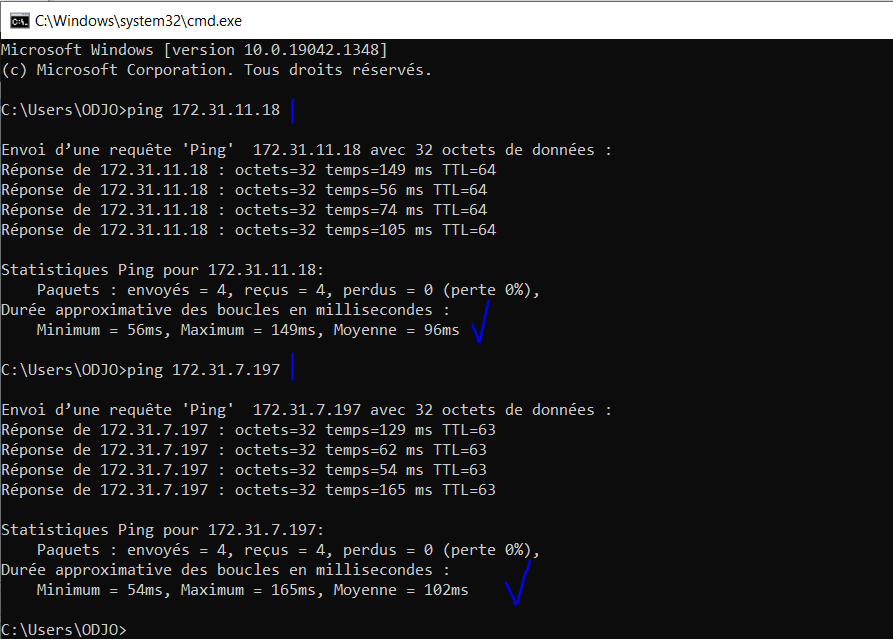 C:\Windows\system32\cmd.exe
Microsoft Windows [version 10.0.19042.1348]
(c) Microsoft Corporation. Tous droits réservés.
C:\Users\ODJO>ping 172.31.11.18
Envoi d’une requête 'Ping'  172.31.11.18 avec 32 octets de données :
Réponse de 172.31.11.18 : octets=32 temps=149 ms TTL=64
Réponse de 172.31.11.18 : octets=32 temps=56 ms TTL=64
Réponse de 172.31.11.18 : octets=32 temps=74 ms TTL=64
Réponse de 172.31.11.18 : octets=32 temps=105 ms TTL=64
Statistiques Ping pour 172.31.11.18:
    Paquets : envoyés = 4, reçus = 4, perdus = 0 (perte 0%),
Durée approximative des boucles en millisecondes :
    Minimum = 56ms, Maximum = 149ms, Moyenne = 96ms
C:\Users\ODJO>ping 172.31.7.197
Envoi d’une requête 'Ping'  172.31.7.197 avec 32 octets de données :
Réponse de 172.31.7.197 : octets=32 temps=129 ms TTL=63
Réponse de 172.31.7.197 : octets=32 temps=62 ms TTL=63
Réponse de 172.31.7.197 : octets=32 temps=54 ms TTL=63
Réponse de 172.31.7.197 : octets=32 temps=165 ms TTL=63
Statistiques Ping pour 172.31.7.197:
    Paquets : envoyés = 4, reçus = 4, perdus = 0 (perte 0%),
Durée approximative des boucles en millisecondes :
    Minimum = 54ms, Maximum = 165ms, Moyenne = 102ms
C:\Users\ODJO>